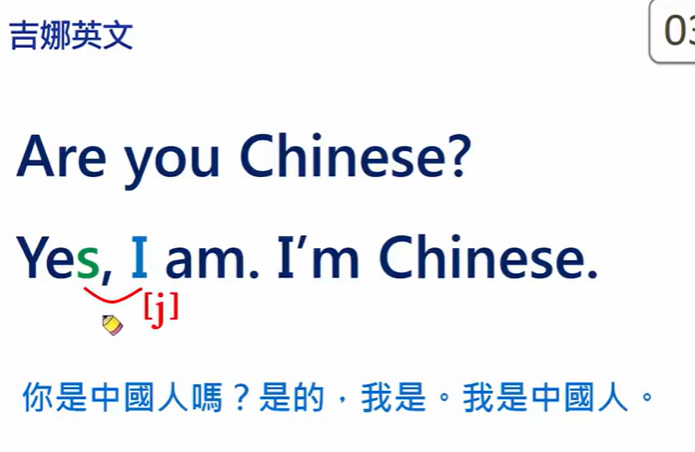 吉娜英文
03
Are you Chinese?
Yes, I am. I’m Chinese.
[j]
你是中國人嗎？是的，我是。我是中國人。